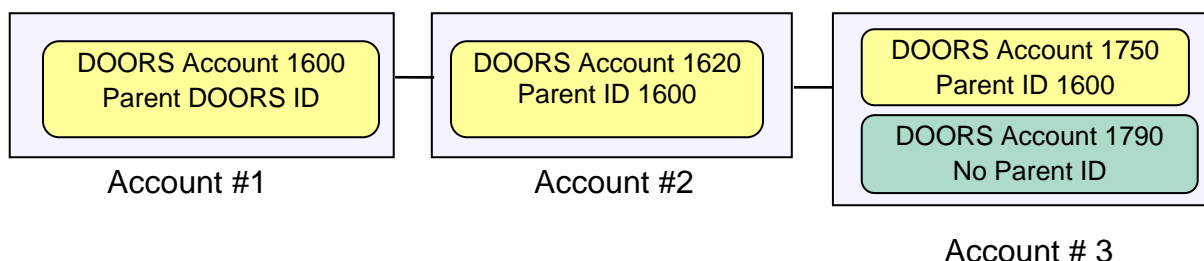 DOORS Account 1600
Parent DOORS ID
Account #1
DOORS Account 1620
Parent ID 1600
Account #2
DOORS Account 1750
Parent ID 1600
DOORS Account 1790
No Parent ID
Account # 3